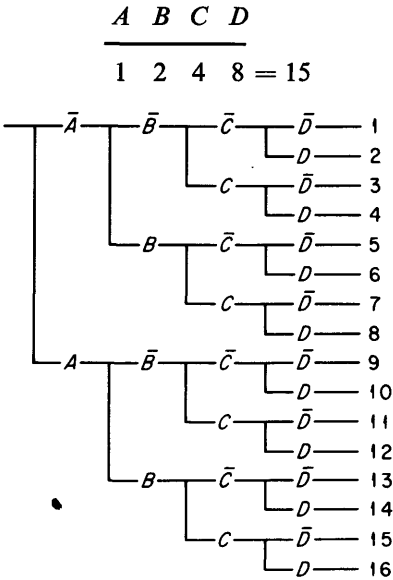 A B C D
1 2 4 8 = 15
Ā B̄ C̄ D̄ 1
D 2
C D̄ 3
D 4
B C̄ D̄ 5
D 6
C D̄ 7
D 8
A B̄ C̄ D̄ 9
D 10
C D̄ 11
D 12
B C̄ D̄ 13
D 14
C D̄ 15
D 16